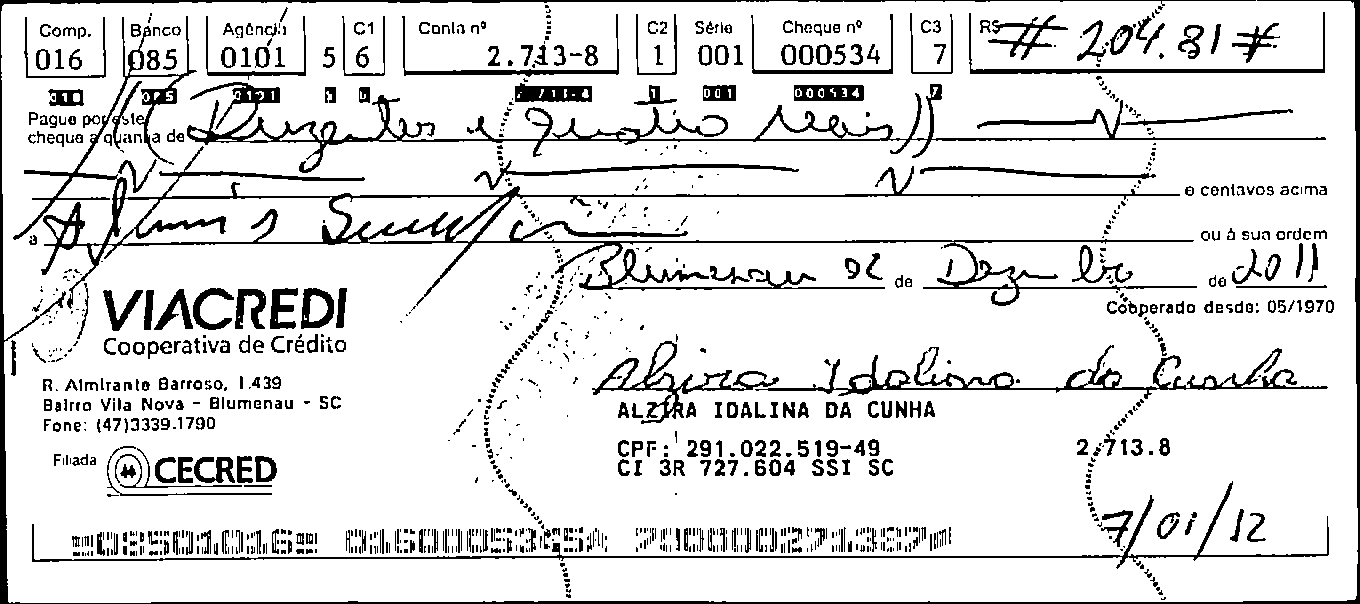 Comp. Banco Agência C1 Conta nº C2 Série Cheque nº C3 R$ # 204.81 #
016 085 0101 5 6 2.713-8 1 001 000534 7
016 085 0101 5 6 2.713-8 1 001 000534 7
Pague por este
cheque a quantia de (Duzentos e quatro Reais))
e centavos acima
a
ou à sua ordem
Blumenau 02 de Dezembro de 2011
Cooperado desde: 05/1970
VIACREDI
Cooperativa de Crédito
Alzira Idalina da Cunha
R. Almirante Barroso, 1.439
Bairro Vila Nova - Blumenau - SC
Fone: (47)3339.1790
ALZIRA IDALINA DA CUNHA
CPF: 291.022.519-49 2.713.8
CI 3R 727.604 SSI SC
Filiada CECRED
7/01/12